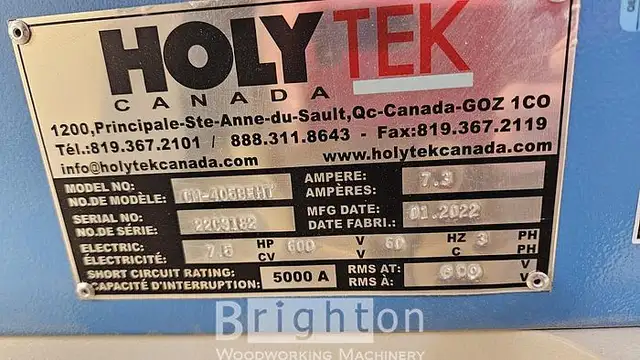 HOLYTEK
CANADA
1200,Principale-Ste-Anne-du-Sault,Qc-Canada-GOZ 1CO
Tèl.:819.367.2101 / 888.311.8643 - Fax:819.367.2119
info@holytekcanada.com www.holytekcanada.com
MODEL NO: AMPERE: 7.3
NO.DE MODÈLE: AMPÈRES:
SERIAL NO: 2203182 MFG DATE: 01.2022
NO.DE SÉRIE: DATE FABRI.:
ELECTRIC: 7.5 HP 600 V 60 HZ 3 PH
ÉLECTRICITÉ: CV V C PH
SHORT CIRCUIT RATING: 5000 A RMS AT: 600 V
CAPACITÉ D'INTERRUPTION: RMS À: V
Brighton
WOODWORKING MACHINERY